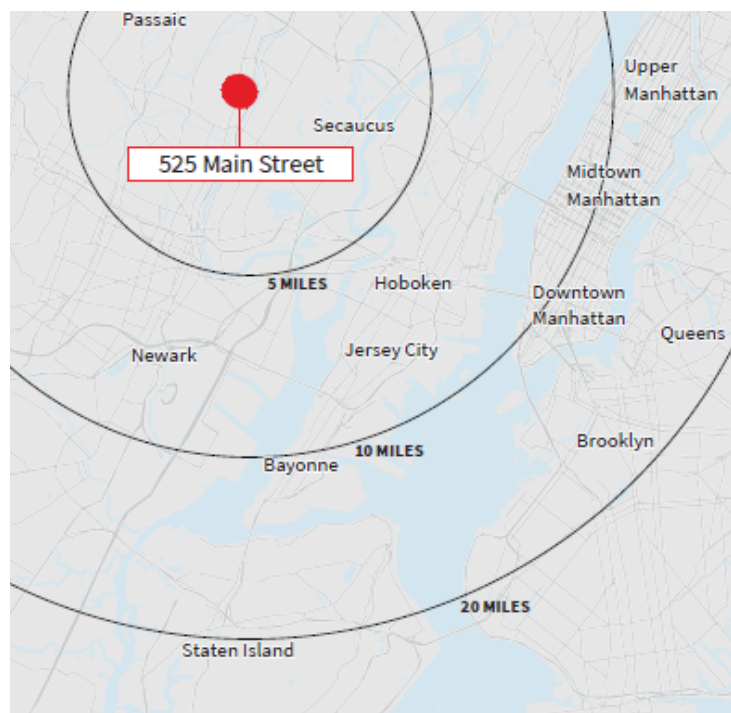 Passaic
Upper
Manhattan
Secaucus
525 Main Street
Midtown
Manhattan
5 MILES
Hoboken
Downtown
Manhattan
Queens
Newark
Jersey City
Brooklyn
10 MILES
Bayonne
20 MILES
Staten Island